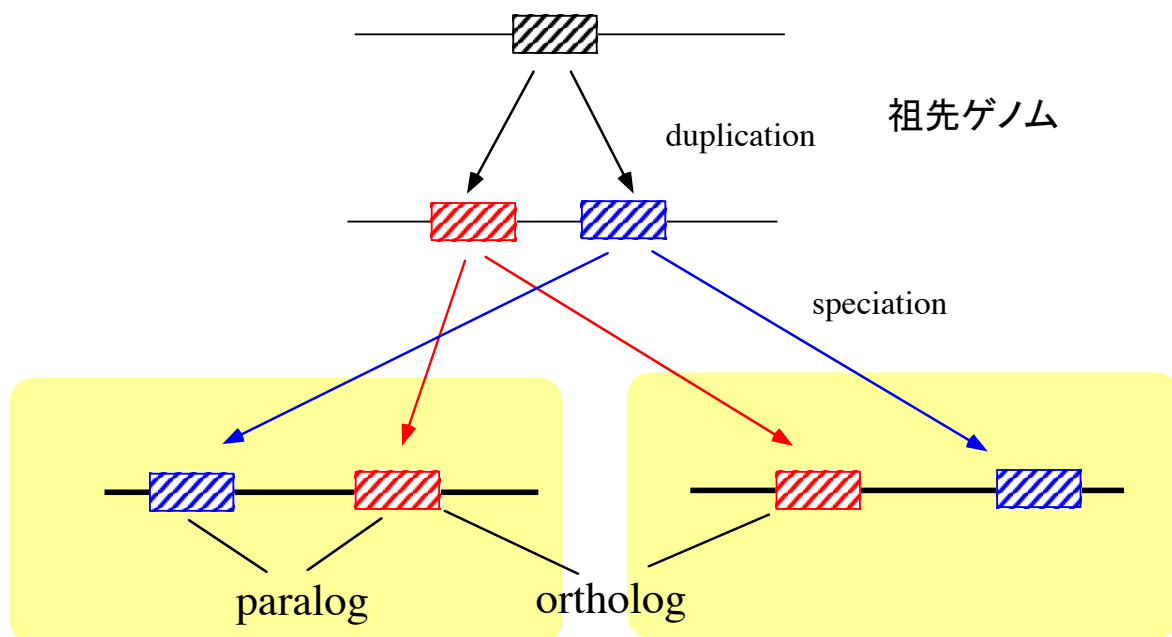 祖先ゲノム
duplication
speciation
paralog
ortholog